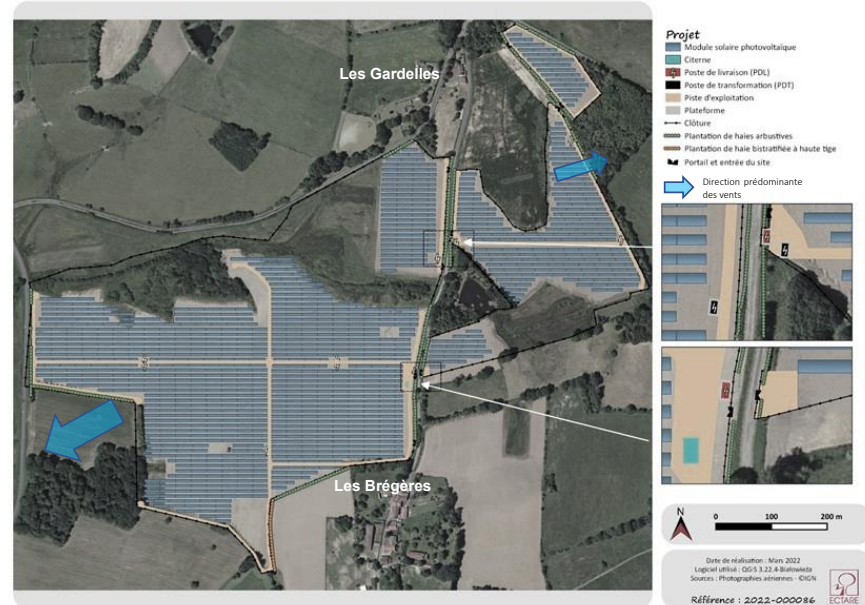 Les Gardelles
Les Brégères
Projet
Module solaire photovoltaïque
Citerne
Poste de livraison (PDL)
Poste de transformation (PDT)
Piste d'exploitation
Plateforme
Clôture
Plantation de haies arbustives
Plantation de haie bistratifiée à haute tige
Portail et entrée du site
Direction prédominante
des vents
N
0 100 200 m
Date de réalisation : Mars 2022
Logiciel utilisé : QGIS 3.22.4-Białowieża
Sources : Photographies aériennes - ©IGN
Référence : 2022-000086
ECTARE